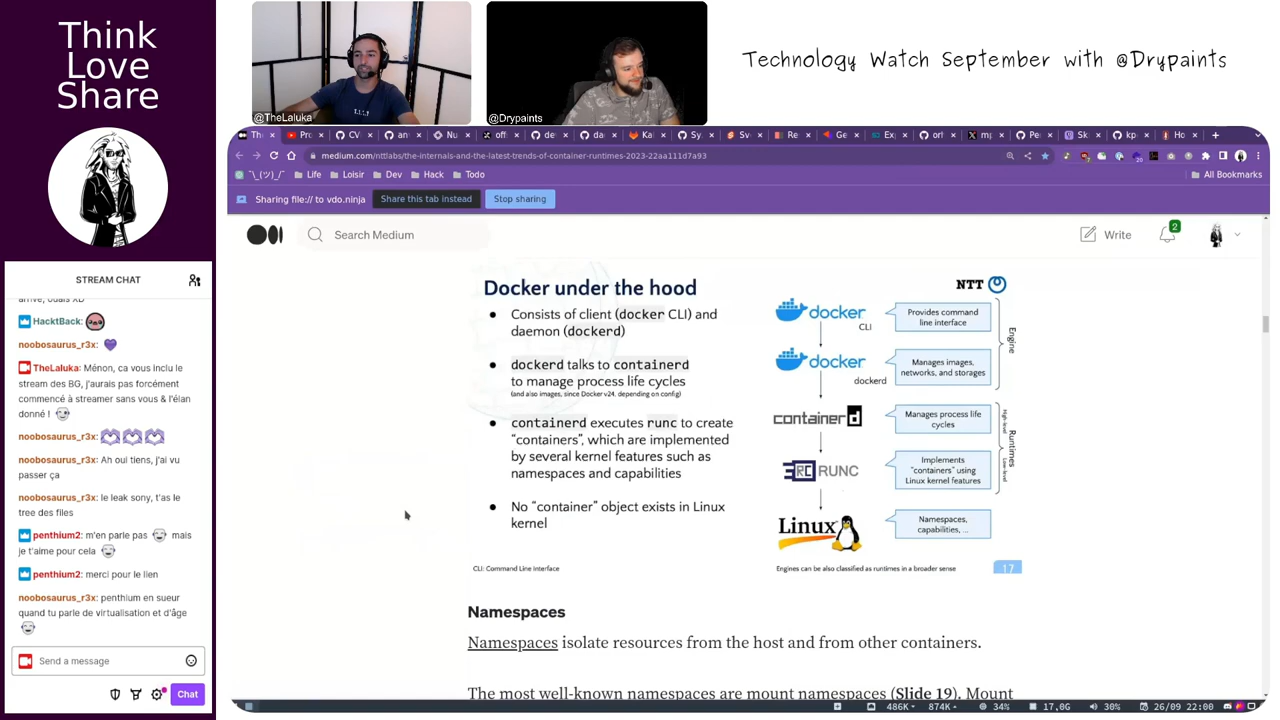 Think
Love
Share
STREAM CHAT
arrive, ouais XD
HacktBack:
noobosaurus_r3x:
TheLaluka: Ménon, ca vous inclu le
stream des BG, j'aurais pas forcément
commencé à streamer sans vous & l'élan
donné !
noobosaurus_r3x:
noobosaurus_r3x: Ah oui tiens, j'ai vu
passer ça
noobosaurus_r3x: le leak sony, t'as le
tree des files
penthium2: m'en parle pas mais
je t'aime pour cela
penthium2: merci pour le lien
noobosaurus_r3x: penthium en sueur
quand tu parle de virtualisation et d'âge
Send a message
Chat
@TheLaluka
@Drypaints
Technology Watch September with @Drypaints
medium.com/nttlabs/the-internals-and-the-latest-trends-of-container-runtimes-2023-22aa111d7a93
¯\_(ツ)_/¯ Life Loisir Dev Hack Todo
All Bookmarks
Sharing file:// to vdo.ninja
Share this tab instead
Stop sharing
Search Medium
Write
2
Docker under the hood
NTT
● Consists of client (docker CLI) and
daemon (dockerd)
● dockerd talks to containerd
to manage process life cycles
(and also images, since Docker v24, depending on config)
● containerd executes runc to create
“containers”, which are implemented
by several kernel features such as
namespaces and capabilities
● No “container” object exists in Linux
kernel
docker
CLI
Provides command
line interface
docker
dockerd
Manages images,
networks, and storages
Engine
containerd
Manages process life
cycles
RUNC
Implements
“containers” using
Linux kernel features
High-level
Runtimes
Low-level
Linux
Namespaces,
capabilities, ...
CLI: Command Line Interface
Engines can be also classified as runtimes in a broader sense
17
Namespaces
Namespaces isolate resources from the host and from other containers.
The most well-known namespaces are mount namespaces (Slide 19). Mount
486K 874K 34% 17,0G 30% 26/09 22:00